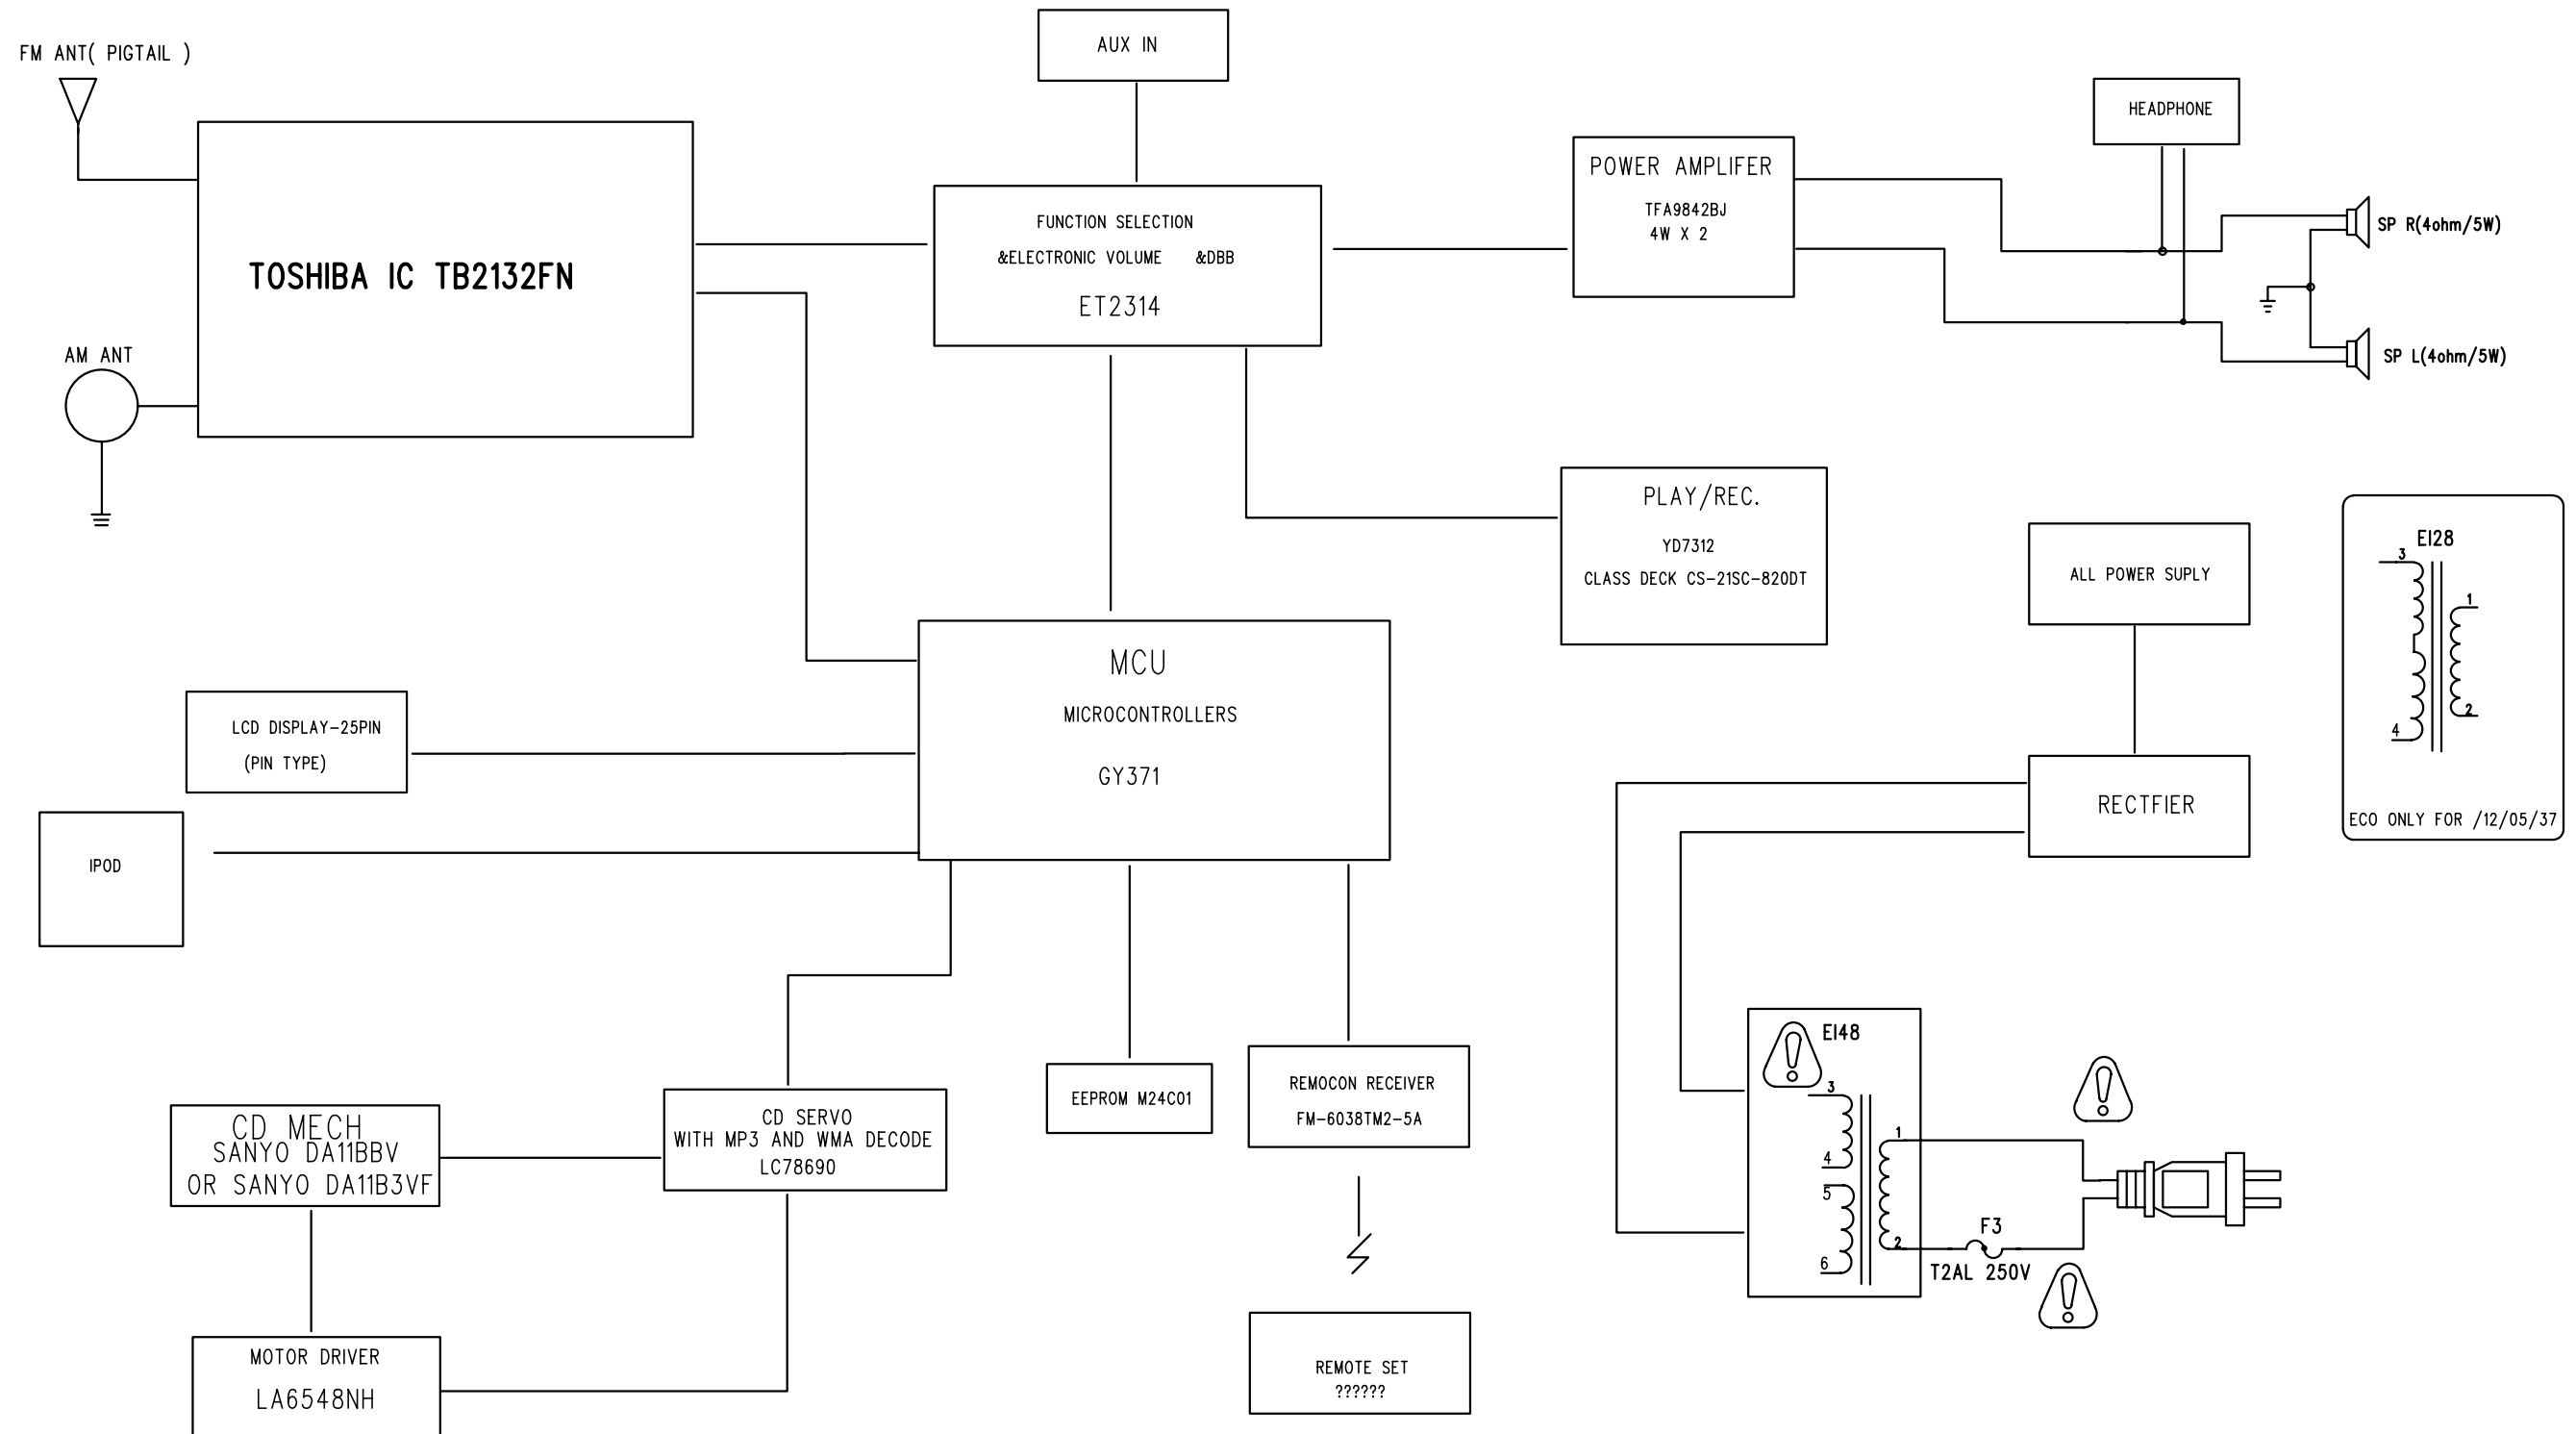 FM ANT( PIGTAIL )
AUX IN
HEADPHONE
POWER AMPLIFER
TFA9842BJ
4W X 2
FUNCTION SELECTION
&ELECTRONIC VOLUME &DBB
ET2314
SP R(4ohm/5W)
TOSHIBA IC TB2132FN
AM ANT
SP L(4ohm/5W)
PLAY/REC.
YD7312
CLASS DECK CS-21SC-820DT
ALL POWER SUPLY
EI28
3
1
2
4
ECO ONLY FOR /12/05/37
MCU
MICROCONTROLLERS
GY371
LCD DISPLAY-25PIN
(PIN TYPE)
RECTFIER
IPOD
EI48
3
4
5
6
1
2
F3
T2AL 250V
CD MECH
SANYO DA11BBV
OR SANYO DA11B3VF
CD SERVO
WITH MP3 AND WMA DECODE
LC78690
EEPROM M24C01
REMOCON RECEIVER
FM-6038TM2-5A
MOTOR DRIVER
LA6548NH
REMOTE SET
??????